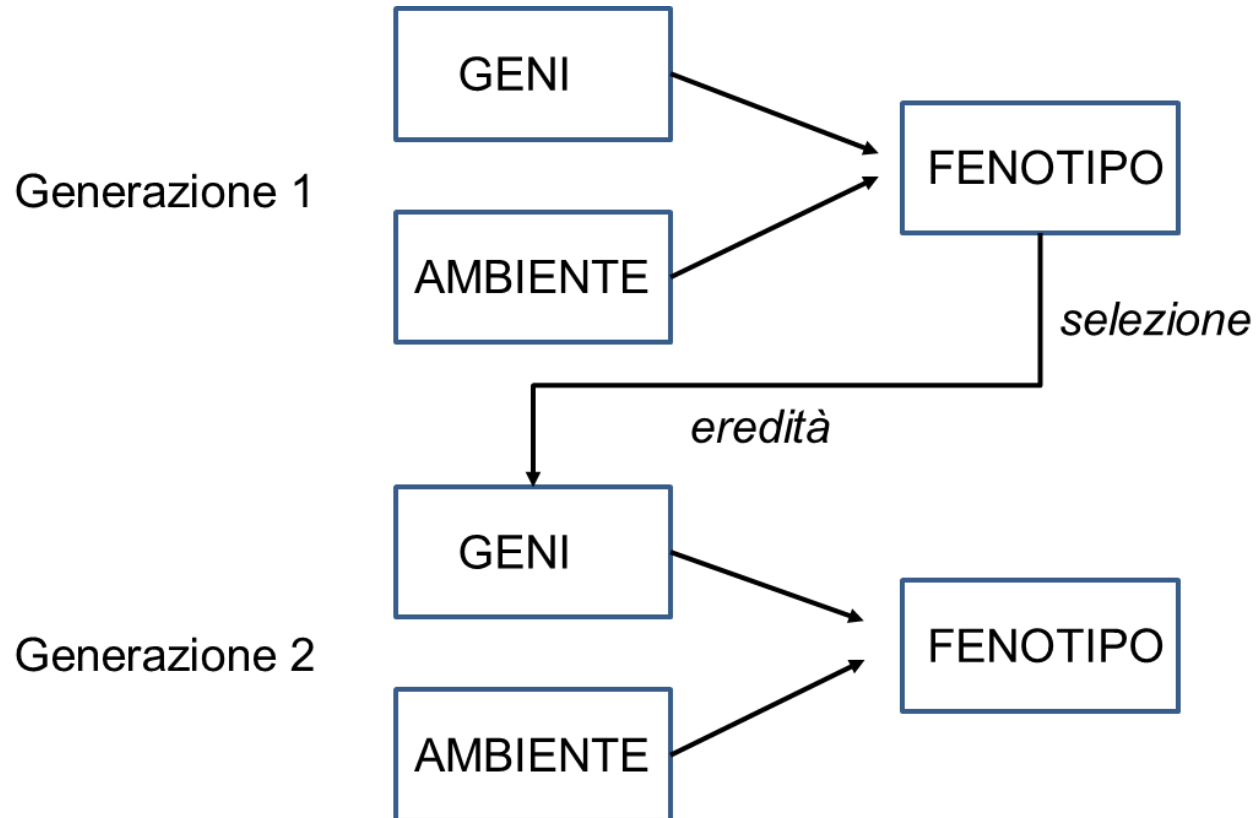 GENI
FENOTIPO
Generazione 1
AMBIENTE
selezione
eredità
GENI
FENOTIPO
Generazione 2
AMBIENTE